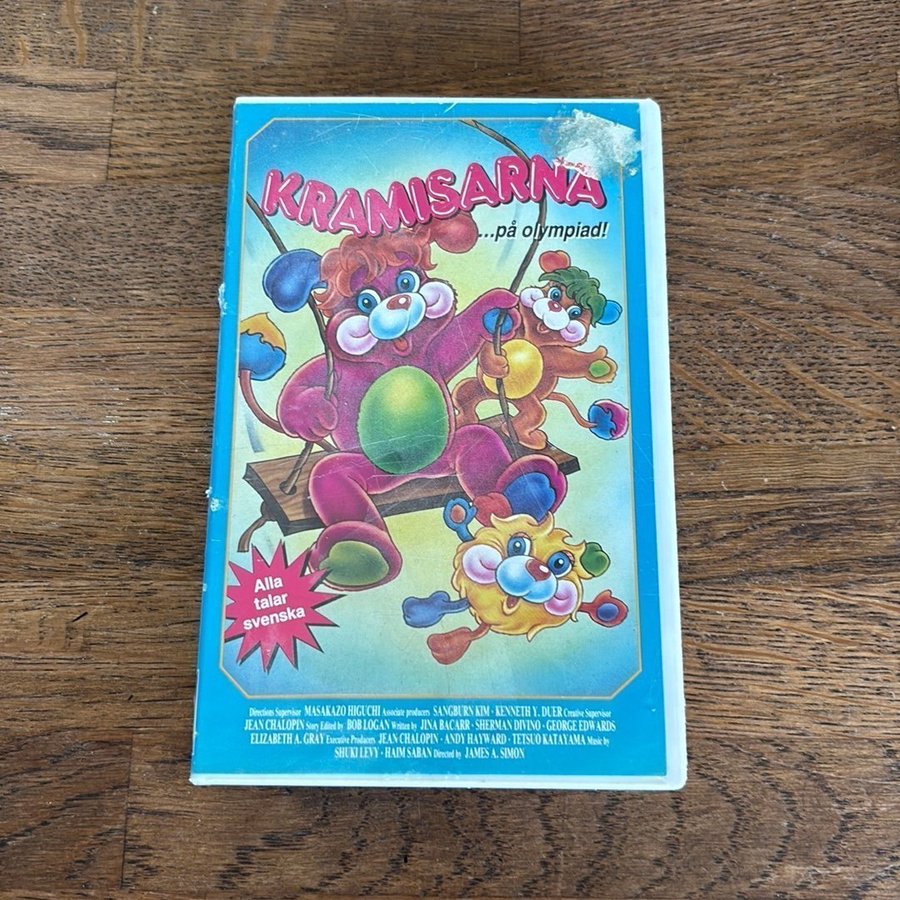 KRAMISARNA
...på olympiad!
Alla
talar
svenska
Directions Supervisor MASAKAZO HIGUCHI Associate producers SANGBURN KIM · KENNETH Y. DUER Creative Supervisor
JEAN CHALOPIN Story Edited by BOB LOGAN Written by JINA BACARR · SHERMAN DIVINO · GEORGE EDWARDS
ELIZABETH A. GRAY Executive Producers JEAN CHALOPIN · ANDY HAYWARD · TETSUO KATAYAMA Music by
SHUKI LEVY · HAIM SABAN Directed by JAMES A. SIMON